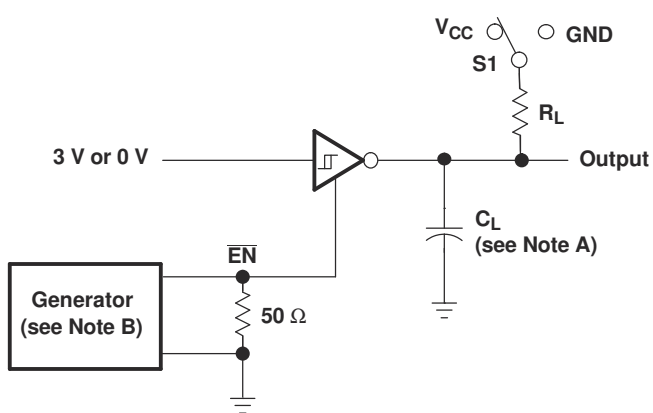 VCC
GND
S1
RL
3 V or 0 V
Output
CL
(see Note A)
EN
Generator
(see Note B)
50 Ω